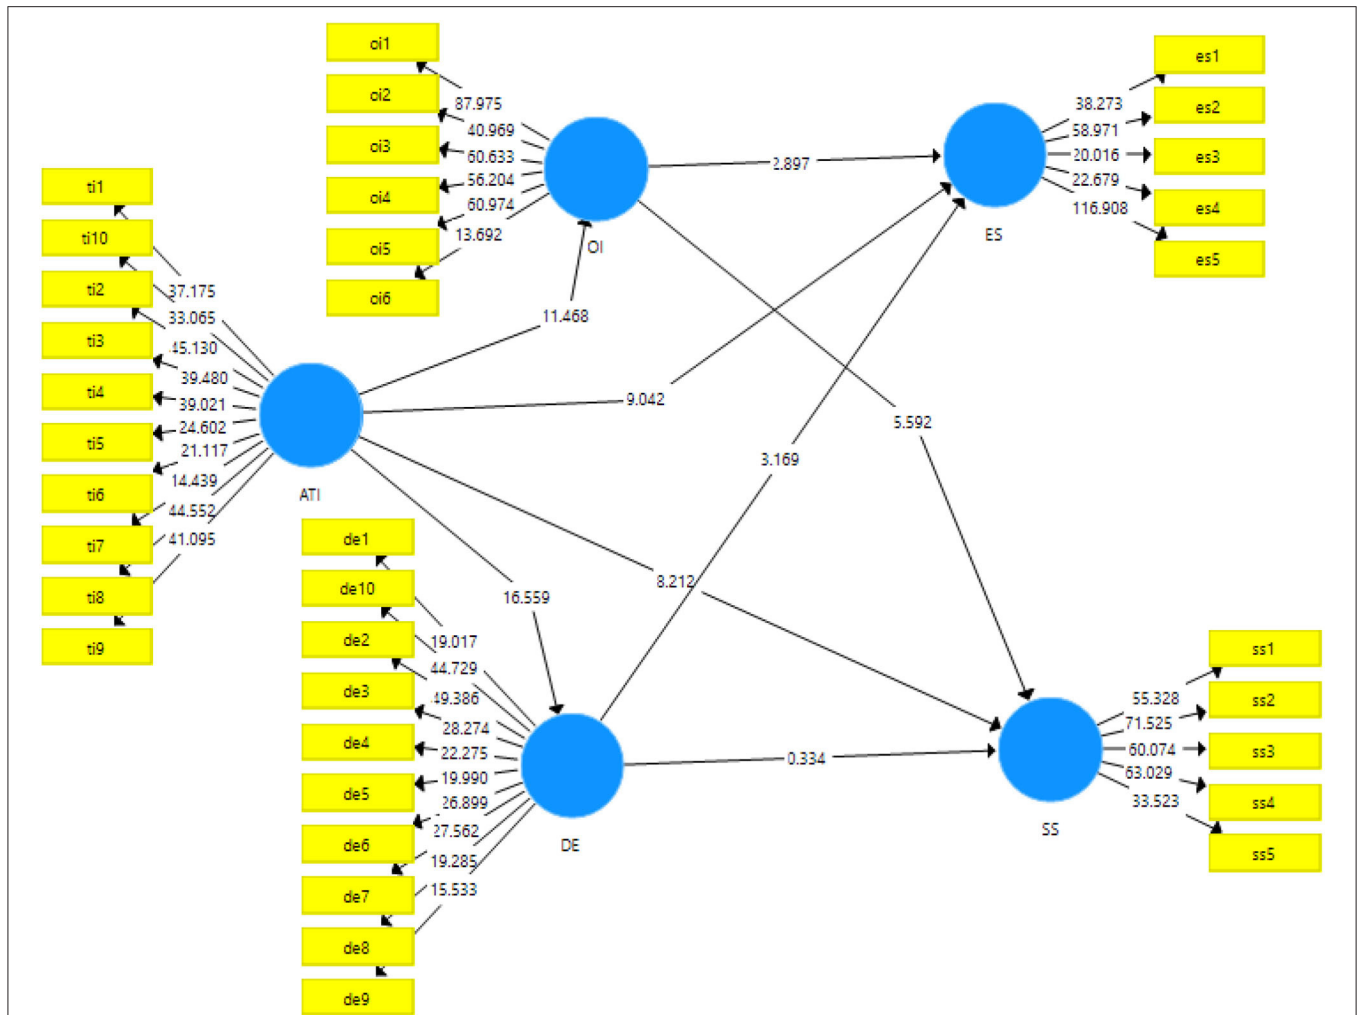 oi1
oi2
oi3
oi4
oi5
oi6
87.975
40.969
60.633
56.204
60.974
13.692
OI
es1
es2
es3
es4
es5
38.273
58.971
20.016
22.679
116.908
ES
ti1
ti10
ti2
ti3
ti4
ti5
ti6
ti7
ti8
ti9
37.175
33.065
45.130
39.480
39.021
24.602
21.117
14.439
44.552
41.095
ATI
2.897
11.468
9.042
5.592
3.169
8.212
16.559
0.334
de1
de10
de2
de3
de4
de5
de6
de7
de8
de9
19.017
44.729
49.386
28.274
22.275
19.990
26.899
27.562
19.285
15.533
DE
ss1
ss2
ss3
ss4
ss5
55.328
71.525
60.074
63.029
33.523
SS